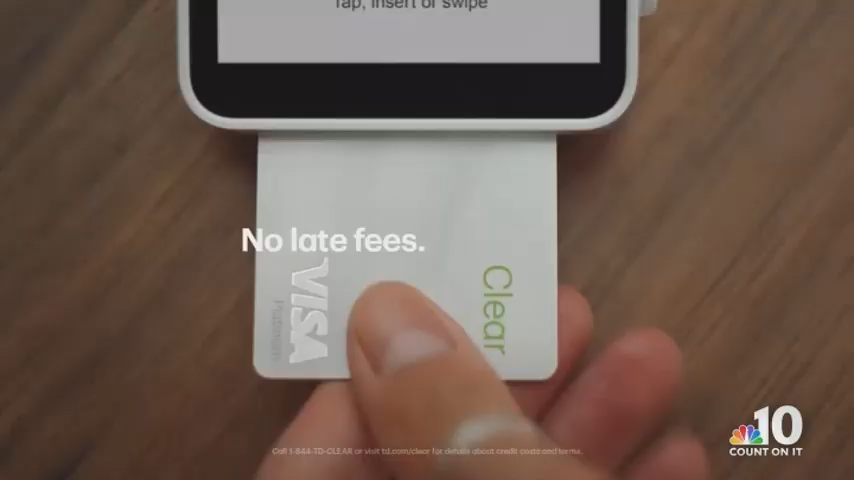 Tap, insert or swipe
No late fees.
VISA
Platinum
Clear
Call 1-844-TD-CLEAR or visit td.com/clear for details about credit costs and terms.
10
COUNT ON IT